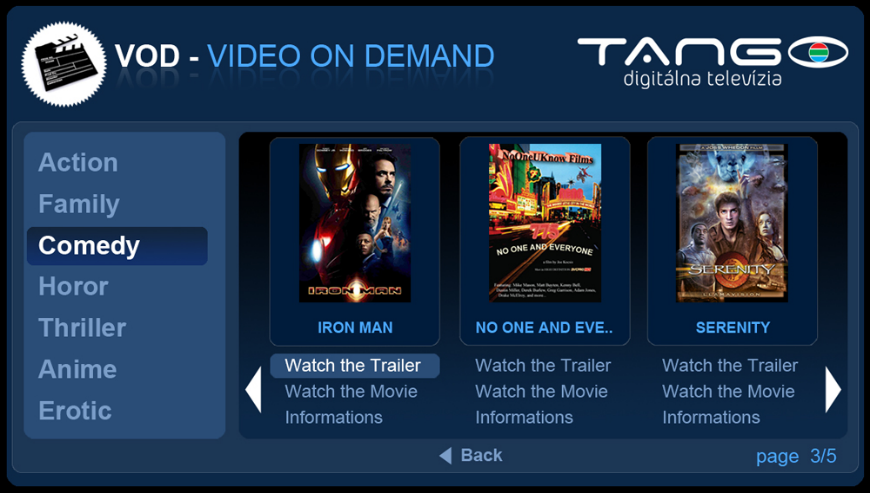 VOD - VIDEO ON DEMAND
TANGO
digitálna televízia
Action
Family
Comedy
Horor
Thriller
Anime
Erotic
IRON MAN
IRON MAN
Watch the Trailer
Watch the Movie
Informations
NoOneUKnow Films
NO ONE AND EVERYONE
NO ONE AND EVE..
Watch the Trailer
Watch the Movie
Informations
SERENITY
SERENITY
Watch the Trailer
Watch the Movie
Informations
Back
page 3/5